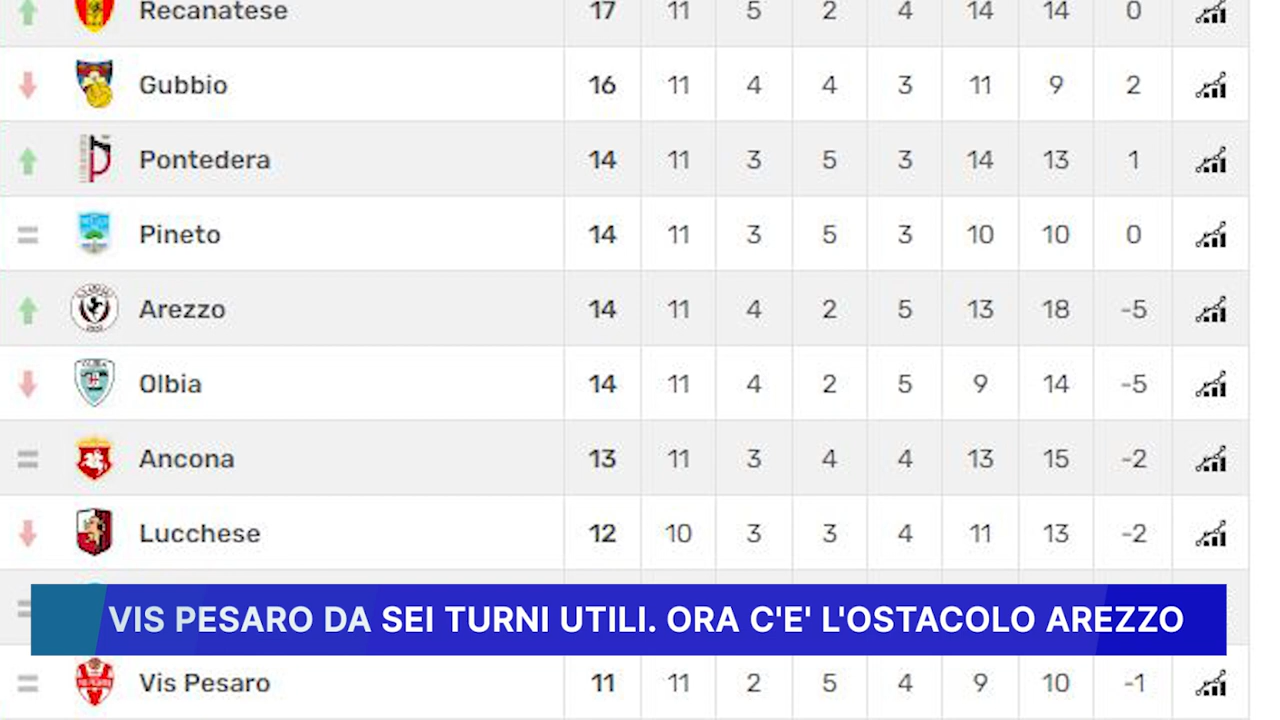 Recanatese 17 11 5 2 4 14 14 0
Gubbio 16 11 4 4 3 11 9 2
Pontedera 14 11 3 5 3 14 13 1
Pineto 14 11 3 5 3 10 10 0
Arezzo 14 11 4 2 5 13 18 -5
Olbia 14 11 4 2 5 9 14 -5
Ancona 13 11 3 4 4 13 15 -2
Lucchese 12 10 3 3 4 11 13 -2
VIS PESARO DA SEI TURNI UTILI. ORA C'E' L'OSTACOLO AREZZO
Vis Pesaro 11 11 2 5 4 9 10 -1